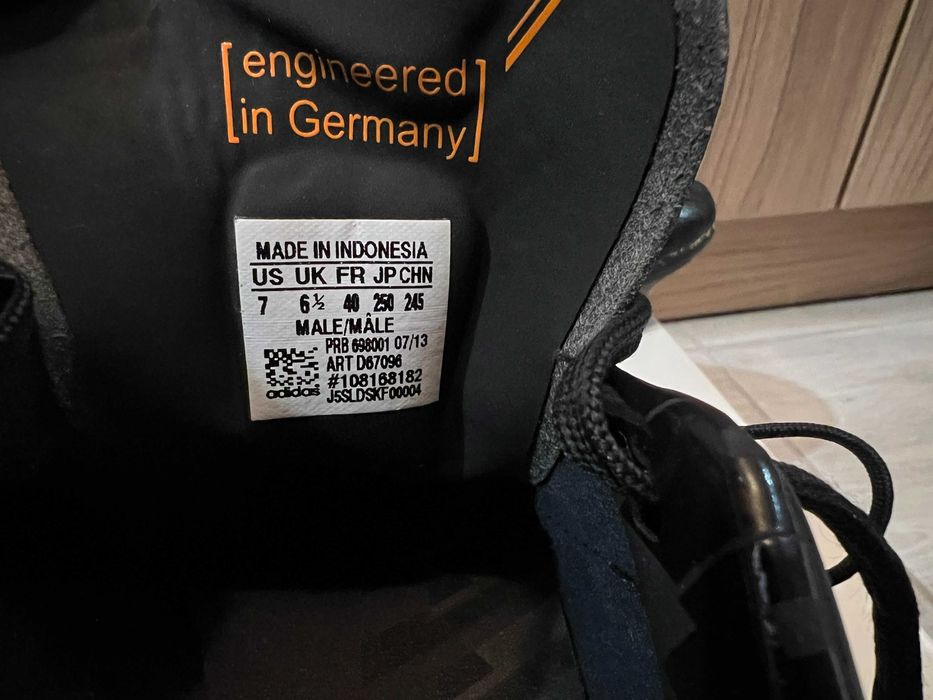 [engineered
in Germany]
MADE IN INDONESIA
US UK FR JP CHN
7 6½ 40 250 245
MALE/MÂLE
PRB 698001 07/13
ART D67096
#108168182
adidas J5SLDSKF00004